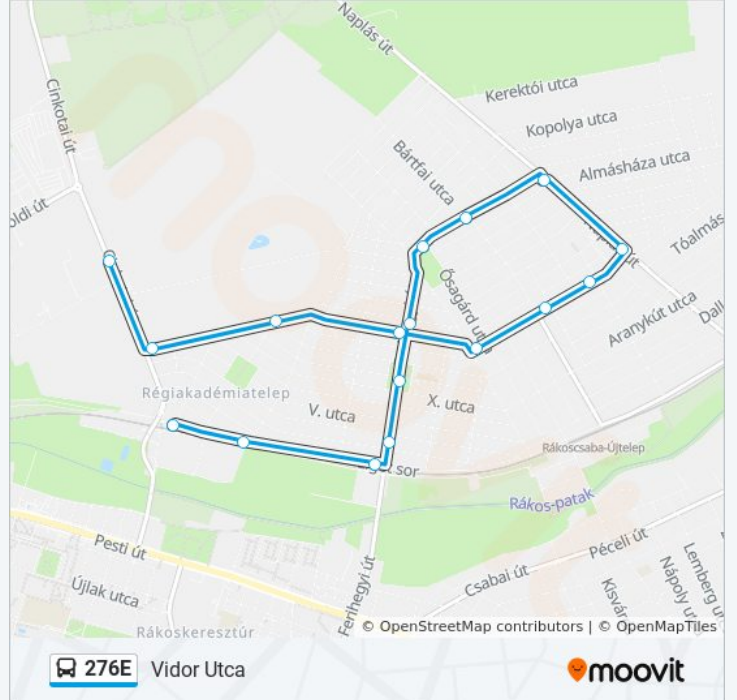 Naplás út
Cinkotai út
Kerektói utca
Kopolya utca
Bártfai utca
Almásháza utca
oldi út
Tóalmás
út
Ősagárd ut
Aranykút utca
Dall
Régiakadémiatelep
V. utca
X. utca
sor
Rákoscsaba-Újtelep
Rákos-patak
Pesti út
Ferihegyi út
Péceli út
Csabai út
Újlak utca
Kisvár
Nápoly u
Lemberg u
Rákoskeresztúr
© OpenStreetMap contributors | © OpenMapTiles
276E Vidor Utca
moovit